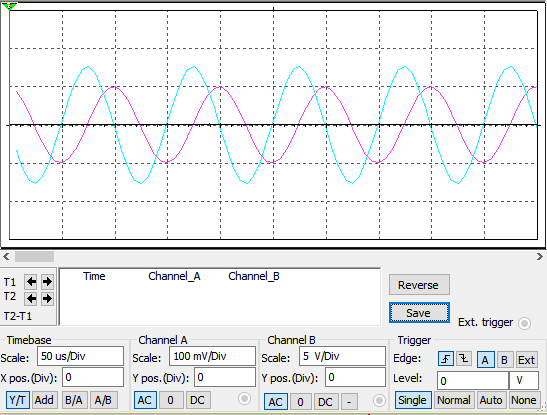 Time Channel_A Channel_B
T1
T2
T2-T1
Reverse
Save
Ext. trigger
Timebase
Scale: 50 us/Div
X pos.(Div): 0
Y/T Add B/A A/B
Channel A
Scale: 100 mV/Div
Y pos.(Div): 0
AC 0 DC
Channel B
Scale: 5 V/Div
Y pos.(Div): 0
AC 0 DC -
Trigger
Edge: A B Ext
Level: 0 V
Single Normal Auto None